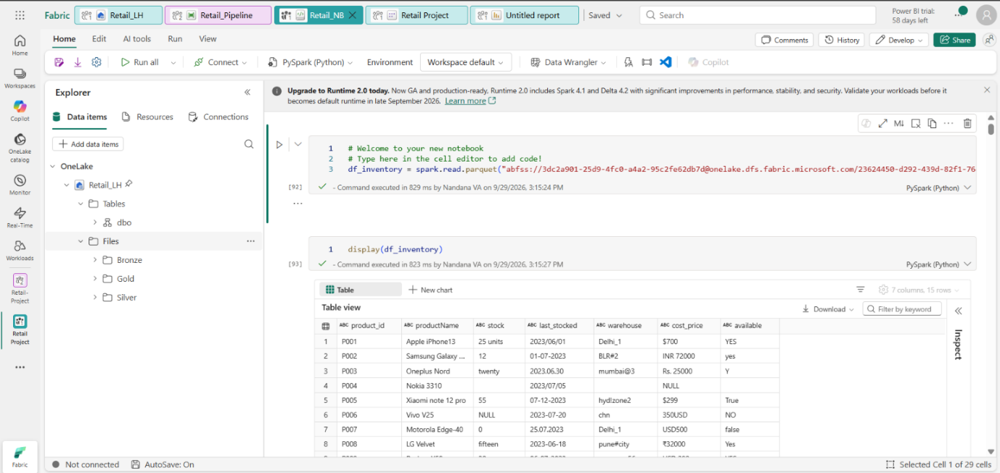 Fabric Retail_LH Retail_Pipeline Retail_NB Retail Project Untitled report Saved Search Power BI trial: 58 days left
Home Edit AI tools Run View Comments History Develop Share
Run all Connect PySpark (Python) Environment Workspace default Data Wrangler Copilot
Home
Workspaces
Copilot
OneLake catalog
Monitor
Real-Time
Workloads
Retail-Project
Retail Project
Fabric
Explorer
Data items Resources Connections
Add data items
OneLake
Retail_LH
Tables
dbo
Files
Bronze
Gold
Silver
Upgrade to Runtime 2.0 today. Now GA and production-ready. Runtime 2.0 includes Spark 4.1 and Delta 4.2 with significant improvements in performance, stability, and security. Validate your workloads before it
becomes default runtime in late September 2026. Learn more
M↓
1 # Welcome to your new notebook
2 # Type here in the cell editor to add code!
3 df_inventory = spark.read.parquet("abfss://3dc2a901-25d9-4fc0-a4a2-95c2fe62db7d@onelake.dfs.fabric.microsoft.com/23624450-d292-439d-82f1-76
[92] - Command executed in 829 ms by Nandana VA on 9/29/2026, 3:15:24 PM PySpark (Python)
1 display(df_inventory)
[93] - Command executed in 823 ms by Nandana VA on 9/29/2026, 3:15:27 PM PySpark (Python)
Table New chart 7 columns, 15 rows
Table view Download Filter by keyword
Inspect
ABC product_id ABC productName ABC stock ABC last_stocked ABC warehouse ABC cost_price ABC available
1 P001 Apple iPhone13 25 units 2023/06/01 Delhi_1 $700 YES
2 P002 Samsung Galaxy ... 12 01-07-2023 BLR#2 INR 72000 yes
3 P003 Oneplus Nord twenty 2023.06.30 mumbai@3 Rs. 25000 Y
4 P004 Nokia 3310 2023/07/05 NULL
5 P005 Xiaomi note 12 pro 55 07-12-2023 hyd!zone2 $299 True
6 P006 Vivo V25 NULL 2023-07-20 chn 350USD NO
7 P007 Motorola Edge-40 0 25.07.2023 Delhi_1 USD500 false
8 P008 LG Velvet fifteen 2023-06-18 pune#city ₹32000 Yes
Not connected AutoSave: On Selected Cell 1 of 29 cells